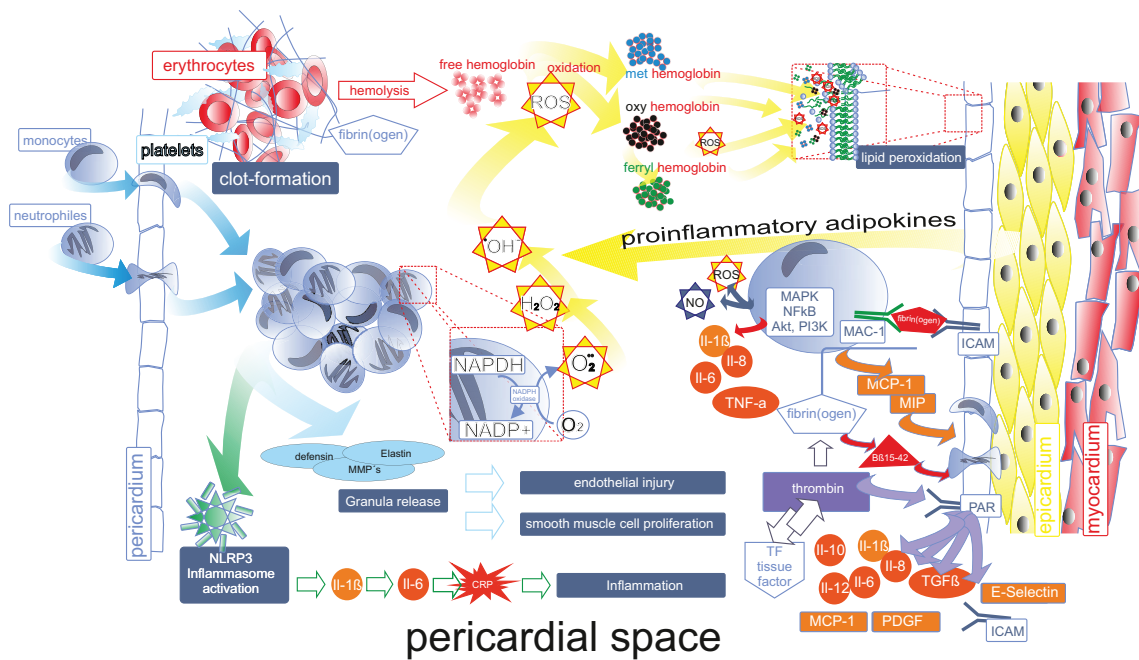 erythrocytes
hemolysis
free hemoglobin
oxidation
ROS
met hemoglobin
oxy hemoglobin
ROS
ferryl hemoglobin
lipid peroxidation
fibrin(ogen)
monocytes
platelets
clot-formation
neutrophiles
proinflammatory adipokines
•OH⁻
H₂O₂
O₂••
O₂
NAPDH
NADPH
oxidase
NADP+
ROS
NO
MAPK
NFkB
Akt, PI3K
MAC-1
fibrin(ogen)
ICAM
Il-1ß
Il-8
Il-6
TNF-a
MCP-1
MIP
fibrin(ogen)
Bß15-42
thrombin
PAR
TF
tissue
factor
Il-10
Il-1ß
Il-8
Il-12
Il-6
TGFß
E-Selectin
MCP-1
PDGF
ICAM
defensin
Elastin
MMP´s
Granula release
endothelial injury
smooth muscle cell proliferation
NLRP3
Inflammasome
activation
Il-1ß
Il-6
CRP
Inflammation
pericardium
epicardium
myocardium
pericardial space